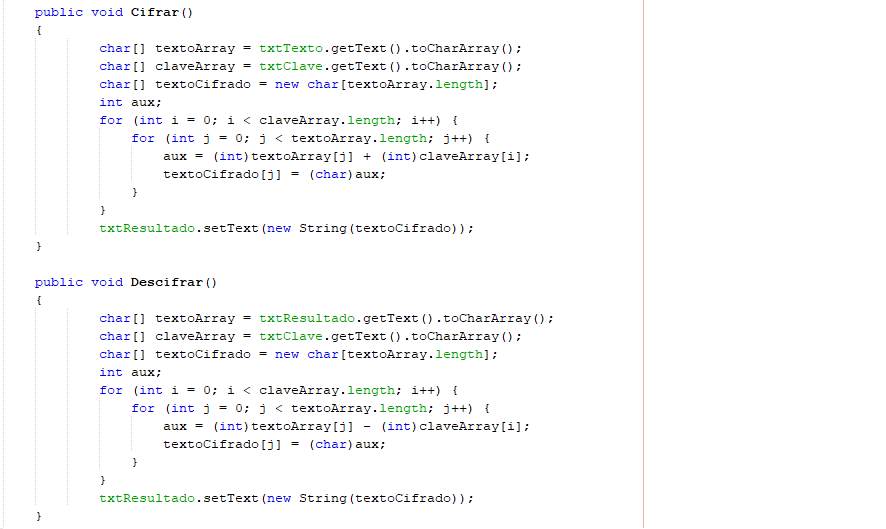 public void Cifrar()
{
char[] textoArray = txtTexto.getText().toCharArray();
char[] claveArray = txtClave.getText().toCharArray();
char[] textoCifrado = new char[textoArray.length];
int aux;
for (int i = 0; i < claveArray.length; i++) {
for (int j = 0; j < textoArray.length; j++) {
aux = (int)textoArray[j] + (int)claveArray[i];
textoCifrado[j] = (char)aux;
}
}
txtResultado.setText(new String(textoCifrado));
}
public void Descifrar()
{
char[] textoArray = txtResultado.getText().toCharArray();
char[] claveArray = txtClave.getText().toCharArray();
char[] textoCifrado = new char[textoArray.length];
int aux;
for (int i = 0; i < claveArray.length; i++) {
for (int j = 0; j < textoArray.length; j++) {
aux = (int)textoArray[j] - (int)claveArray[i];
textoCifrado[j] = (char)aux;
}
}
txtResultado.setText(new String(textoCifrado));
}